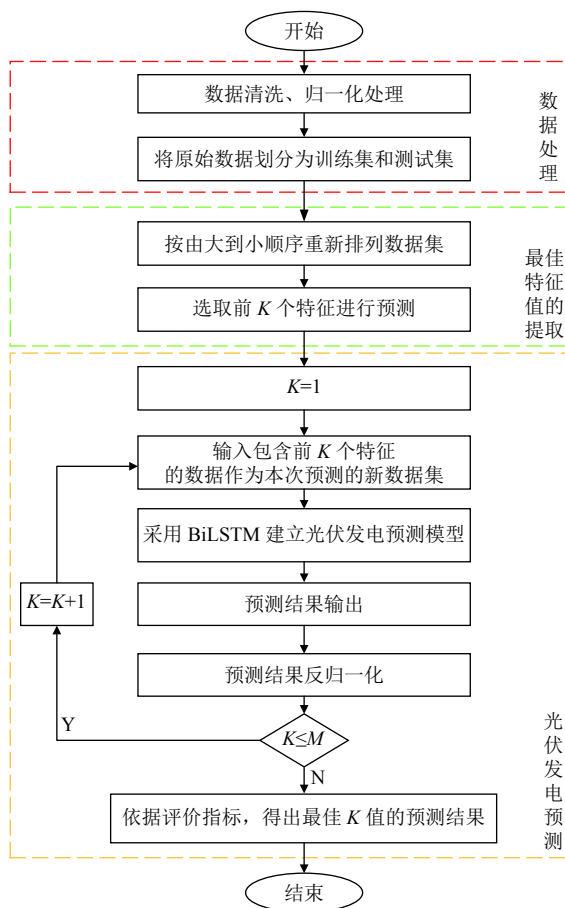 开始
数据清洗、归一化处理
将原始数据划分为训练集和测试集
数据处理
按由大到小顺序重新排列数据集
选取前 K 个特征进行预测
最佳
特征
值的
提取
K=1
输入包含前 K 个特征
的数据作为本次预测的新数据集
采用 BiLSTM 建立光伏发电预测模型
K=K+1
预测结果输出
预测结果反归一化
Y
K≤M
N
依据评价指标，得出最佳 K 值的预测结果
光伏发电预测
结束